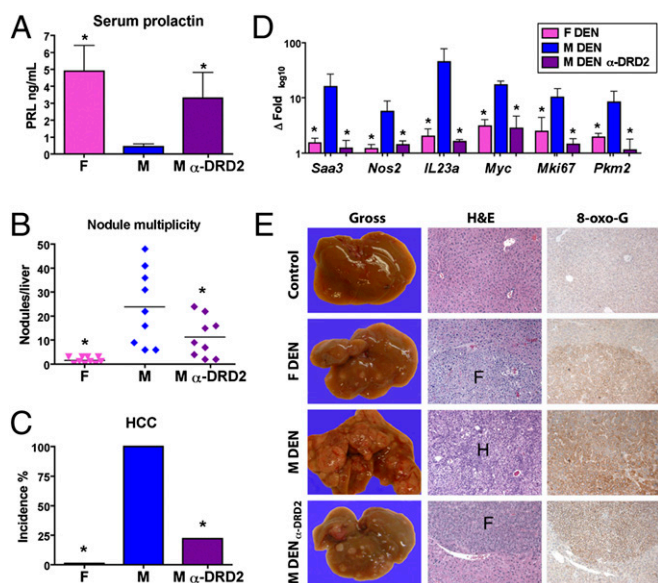 A
Serum prolactin
PRL ng/mL
7
6
5
4
3
2
1
0
*
*
F
M
M α-DRD2
B
Nodule multiplicity
Nodules/liver
50
40
30
20
10
0
*
*
F
M
M α-DRD2
C
HCC
Incidence %
100
75
50
25
0
*
*
F
M
M α-DRD2
D
F DEN
M DEN
M DEN α-DRD2
Δ Fold log10
100
10
1
* * * * * * * * * * * *
Saa3 Nos2 IL23a Myc Mki67 Pkm2
E
Gross H&E 8-oxo-G
Control
F DEN
F
M DEN
H
M DEN α-DRD2
F